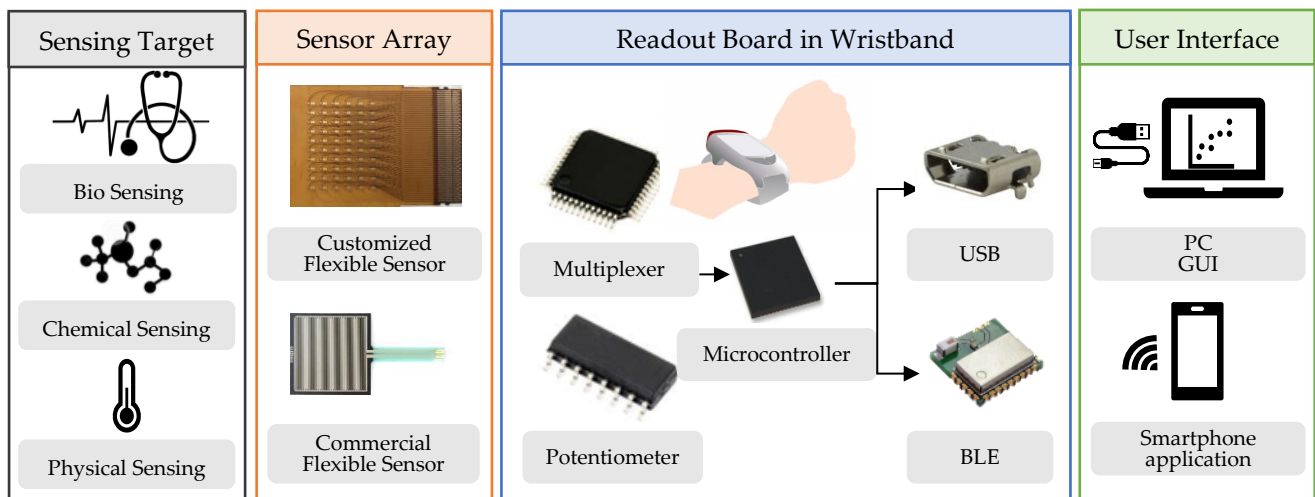 Sensing Target
Bio Sensing
Chemical Sensing
Physical Sensing
Sensor Array
Customized
Flexible Sensor
Commercial
Flexible Sensor
Readout Board in Wristband
Multiplexer
Microcontroller
Potentiometer
USB
BLE
User Interface
PC
GUI
Smartphone
application